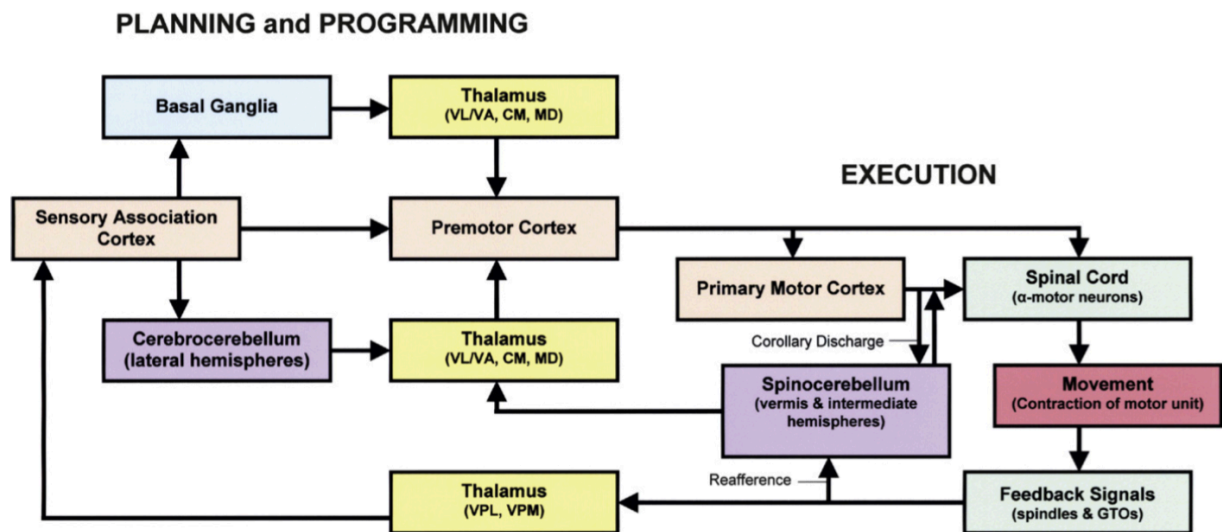 PLANNING and PROGRAMMING
Basal Ganglia
Thalamus
(VL/VA, CM, MD)
EXECUTION
Sensory Association
Cortex
Premotor Cortex
Primary Motor Cortex
Spinal Cord
(α-motor neurons)
Corollary Discharge
Cerebrocerebellum
(lateral hemispheres)
Thalamus
(VL/VA, CM, MD)
Spinocerebellum
(vermis & intermediate
hemispheres)
Movement
(Contraction of motor unit)
Reafference
Thalamus
(VPL, VPM)
Feedback Signals
(spindles & GTOs)